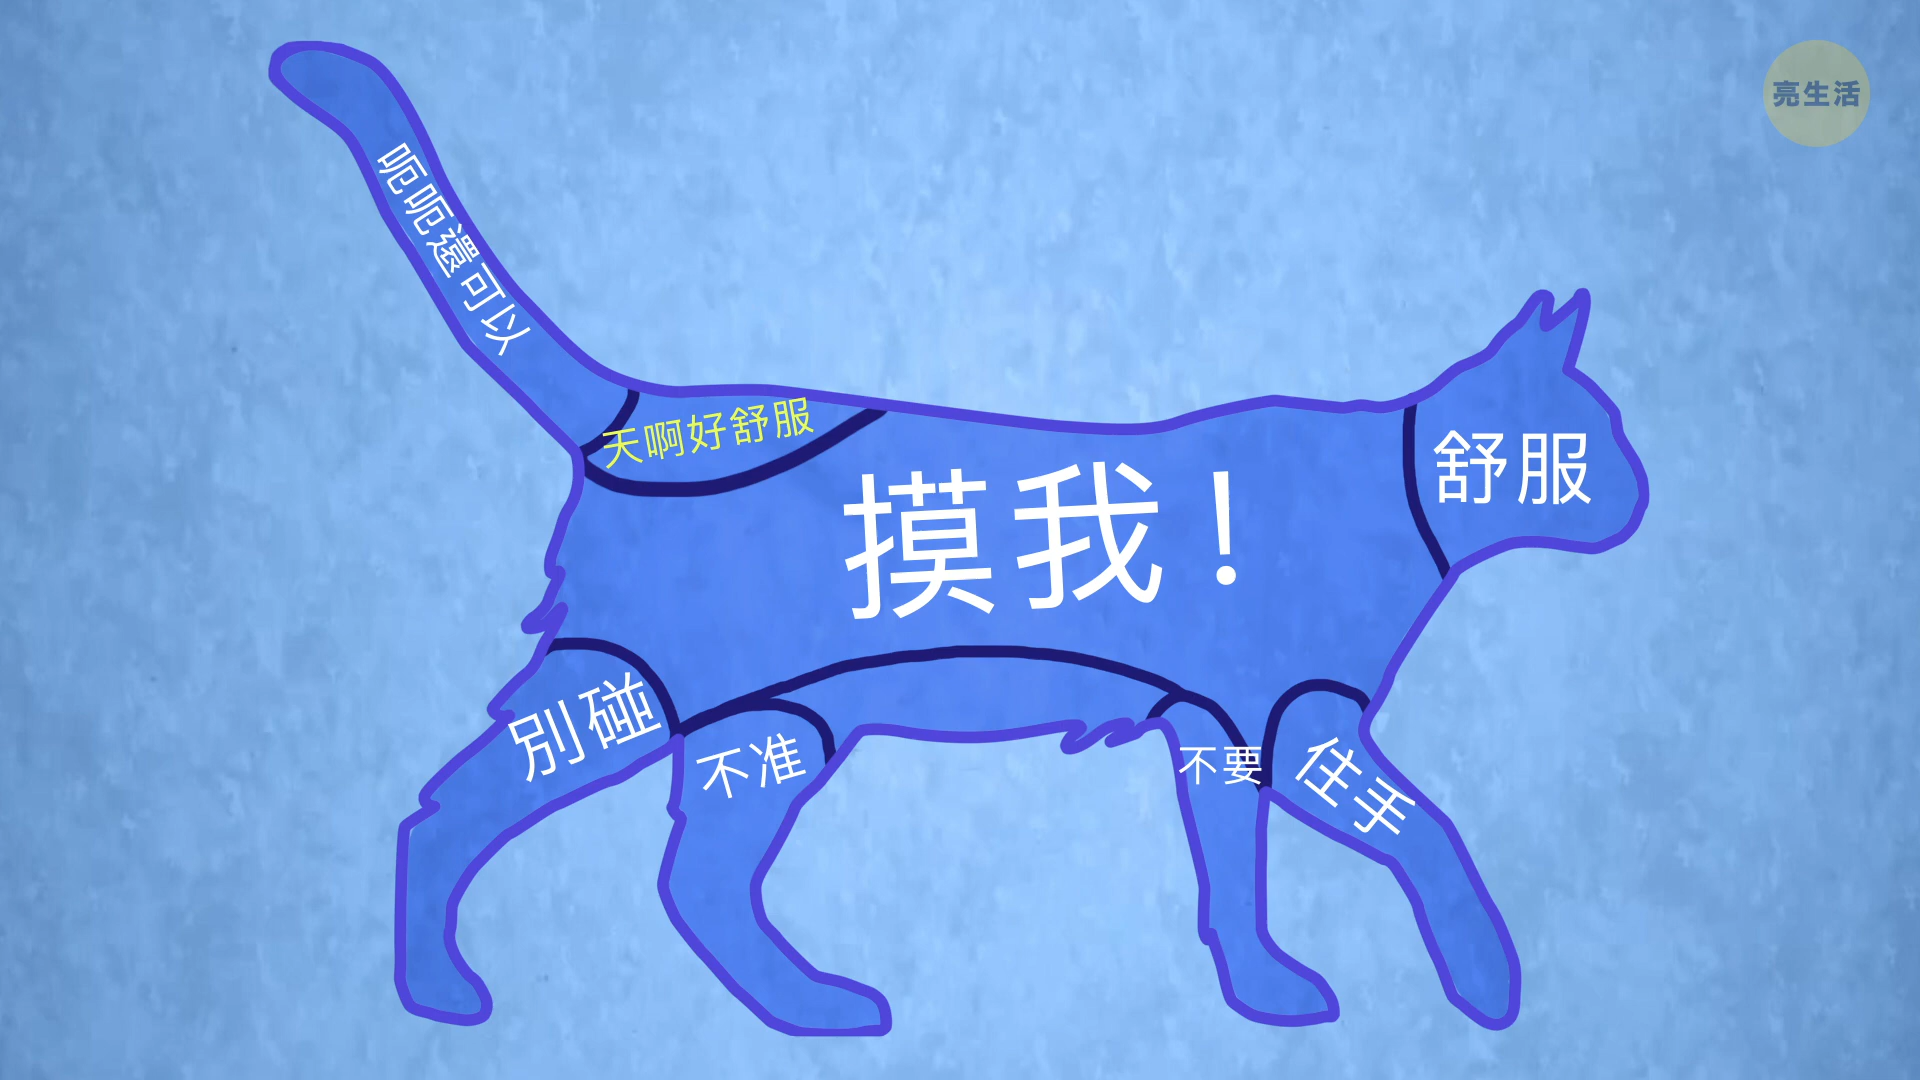 亮生活
呃呃還可以
天啊好舒服
舒服
摸我！
別碰
不准
不要
住手